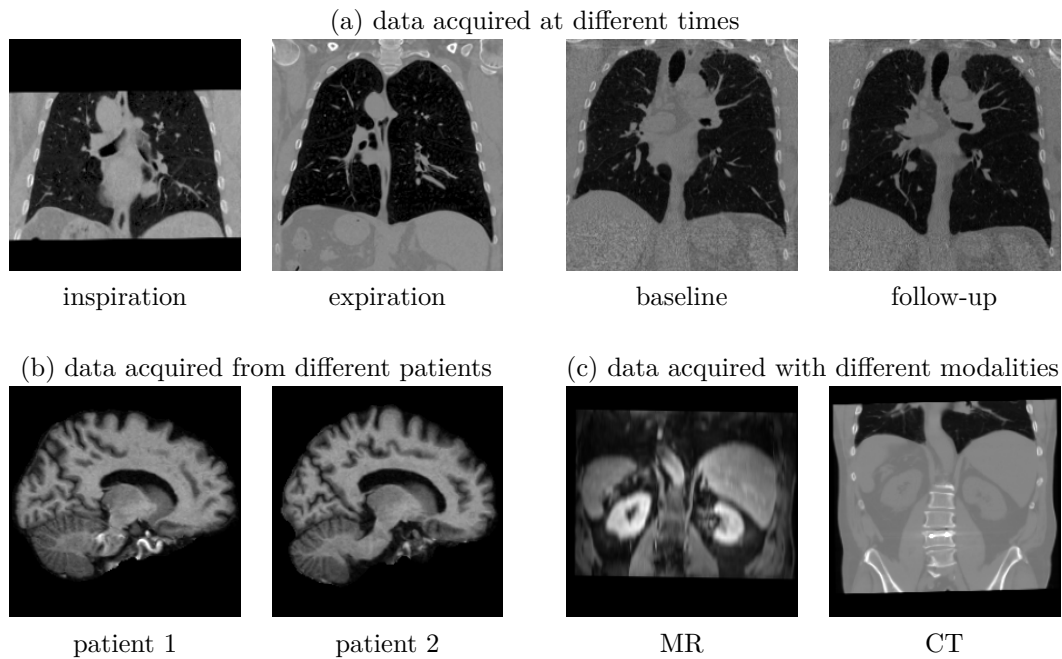 (a) data acquired at different times
inspiration
expiration
baseline
follow-up
(b) data acquired from different patients
(c) data acquired with different modalities
patient 1
patient 2
MR
CT